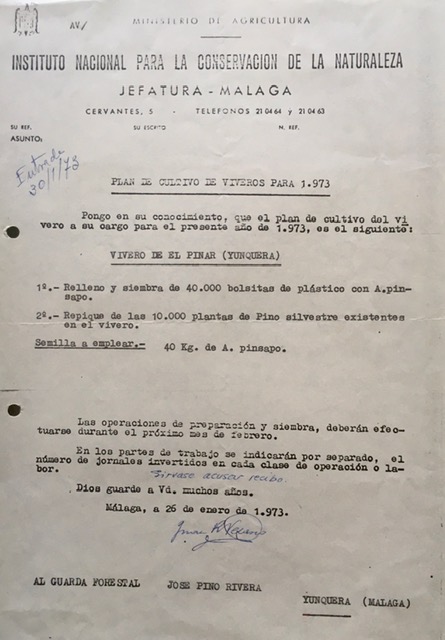 AV/
MINISTERIO DE AGRICULTURA
INSTITUTO NACIONAL PARA LA CONSERVACION DE LA NATURALEZA
JEFATURA - MALAGA
CERVANTES, 5 - TELEFONOS 21 04 64 y 21 04 63
SU REF. SU ESCRITO N. REF.
ASUNTO:
Entrada
30/1/73
PLAN DE CULTIVO DE VIVEROS PARA 1.973
Pongo en su conocimiento, que el plan de cultivo del vi
vero a su cargo para el presente año de 1.973, es el siguiente:
VIVERO DE EL PINAR (YUNQUERA)
1º.- Relleno y siembra de 40.000 bolsitas de plástico con A.pin-
sapo.
2º.- Repique de las 10.000 plantas de Pino silvestre existentes
en el vivero.
Semilla a emplear.- 40 Kg. de A. pinsapo.
Las operaciones de preparación y siembra, deberán efec-
tuarse durante el próximo mes de febrero.
En los partes de trabajo se indicarán por separado, el
número de jornales invertidos en cada clase de operación o la-
bor.
Sirvase acusar recibo.
Dios guarde a Vd. muchos años.
Málaga, a 26 de enero de 1.973.
AL GUARDA FORESTAL JOSE PINO RIVERA
YUNQUERA (MALAGA)